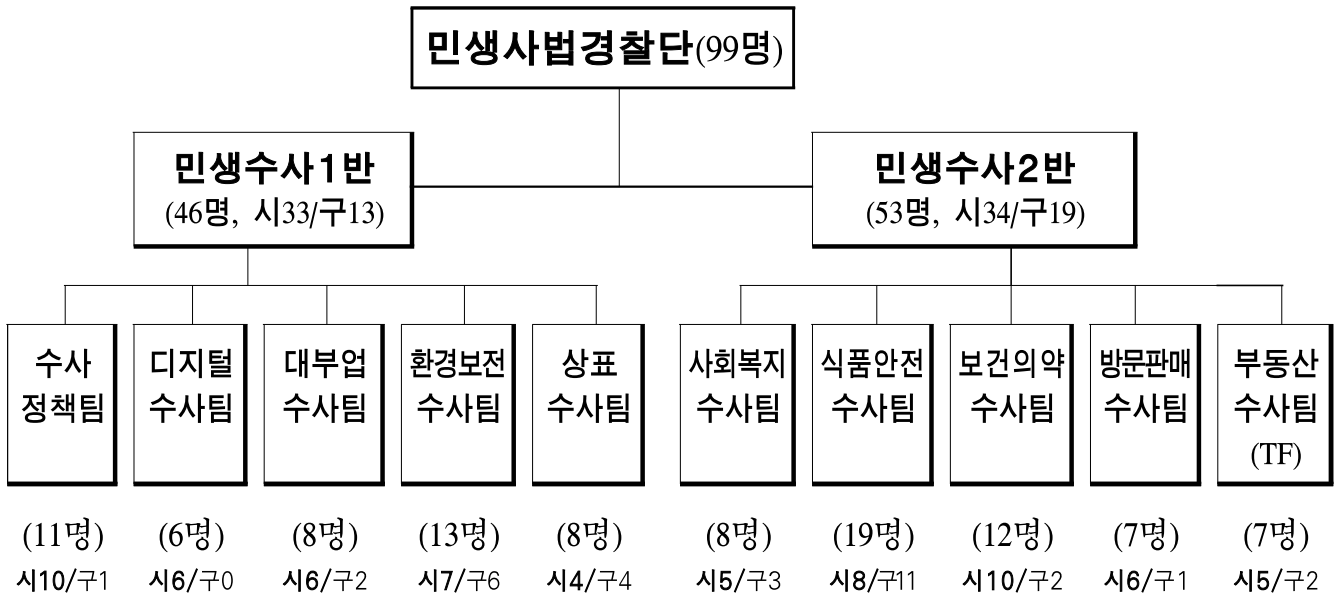 민생사법경찰단(99명)
민생수사1반
(46명, 시33/구13)
민생수사2반
(53명, 시34/구19)
수사
정책팀
디지털
수사팀
대부업
수사팀
환경보전
수사팀
상표
수사팀
사회복지
수사팀
식품안전
수사팀
보건의약
수사팀
방문판매
수사팀
부동산
수사팀
(TF)
(11명)
시10/구1
(6명)
시6/구0
(8명)
시6/구2
(13명)
시7/구6
(8명)
시4/구4
(8명)
시5/구3
(19명)
시8/구11
(12명)
시10/구2
(7명)
시6/구1
(7명)
시5/구2